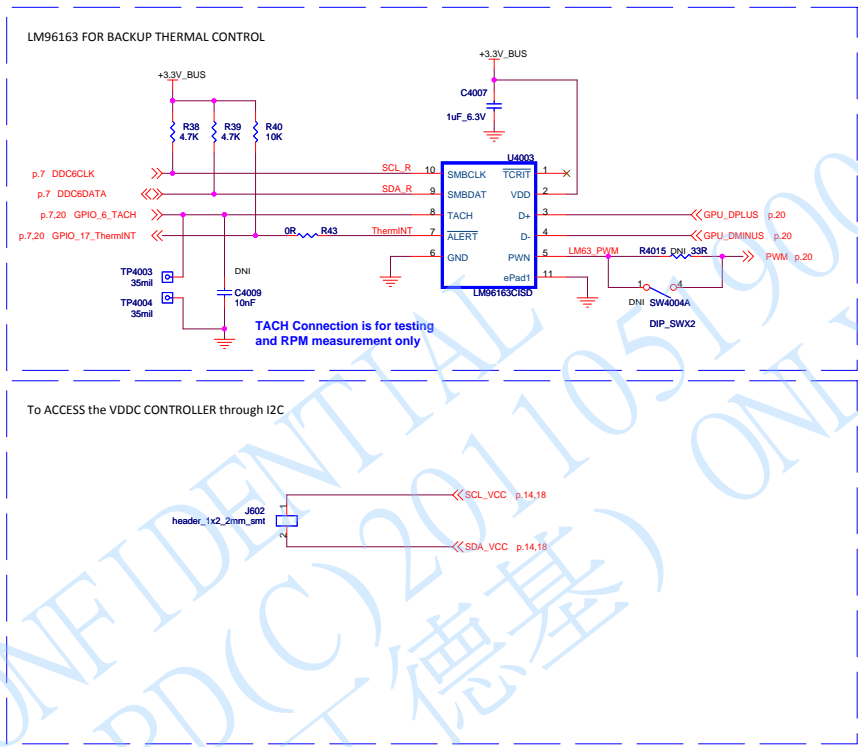 LM96163 FOR BACKUP THERMAL CONTROL
+3.3V_BUS
+3.3V_BUS
C4007
1uF_6.3V
R38
4.7K
R39
4.7K
R40
10K
U4003
p.7 DDC6CLK
SCL_R
10
SMBCLK
TCRIT
1
p.7 DDC6DATA
SDA_R
9
SMBDAT
VDD
2
p.7,20 GPIO_6_TACH
8
TACH
D+
3
GPU_DPLUS p.20
p.7,20 GPIO_17_ThermINT
0R
R43
ThermINT
7
ALERT
D-
4
GPU_DMINUS p.20
6
GND
PWN
5
LM63_PWM
R4015
DNI
33R
PWM p.20
ePad1
11
LM96163CISD
1
4
DNI
SW4004A
DIP_SWX2
TP4003
35mil
TP4004
35mil
DNI
C4009
10nF
TACH Connection is for testing
and RPM measurement only
To ACCESS the VDDC CONTROLLER through I2C
J602
header_1x2_2mm_smt
1
2
SCL_VCC p.14,18
SDA_VCC p.14,18